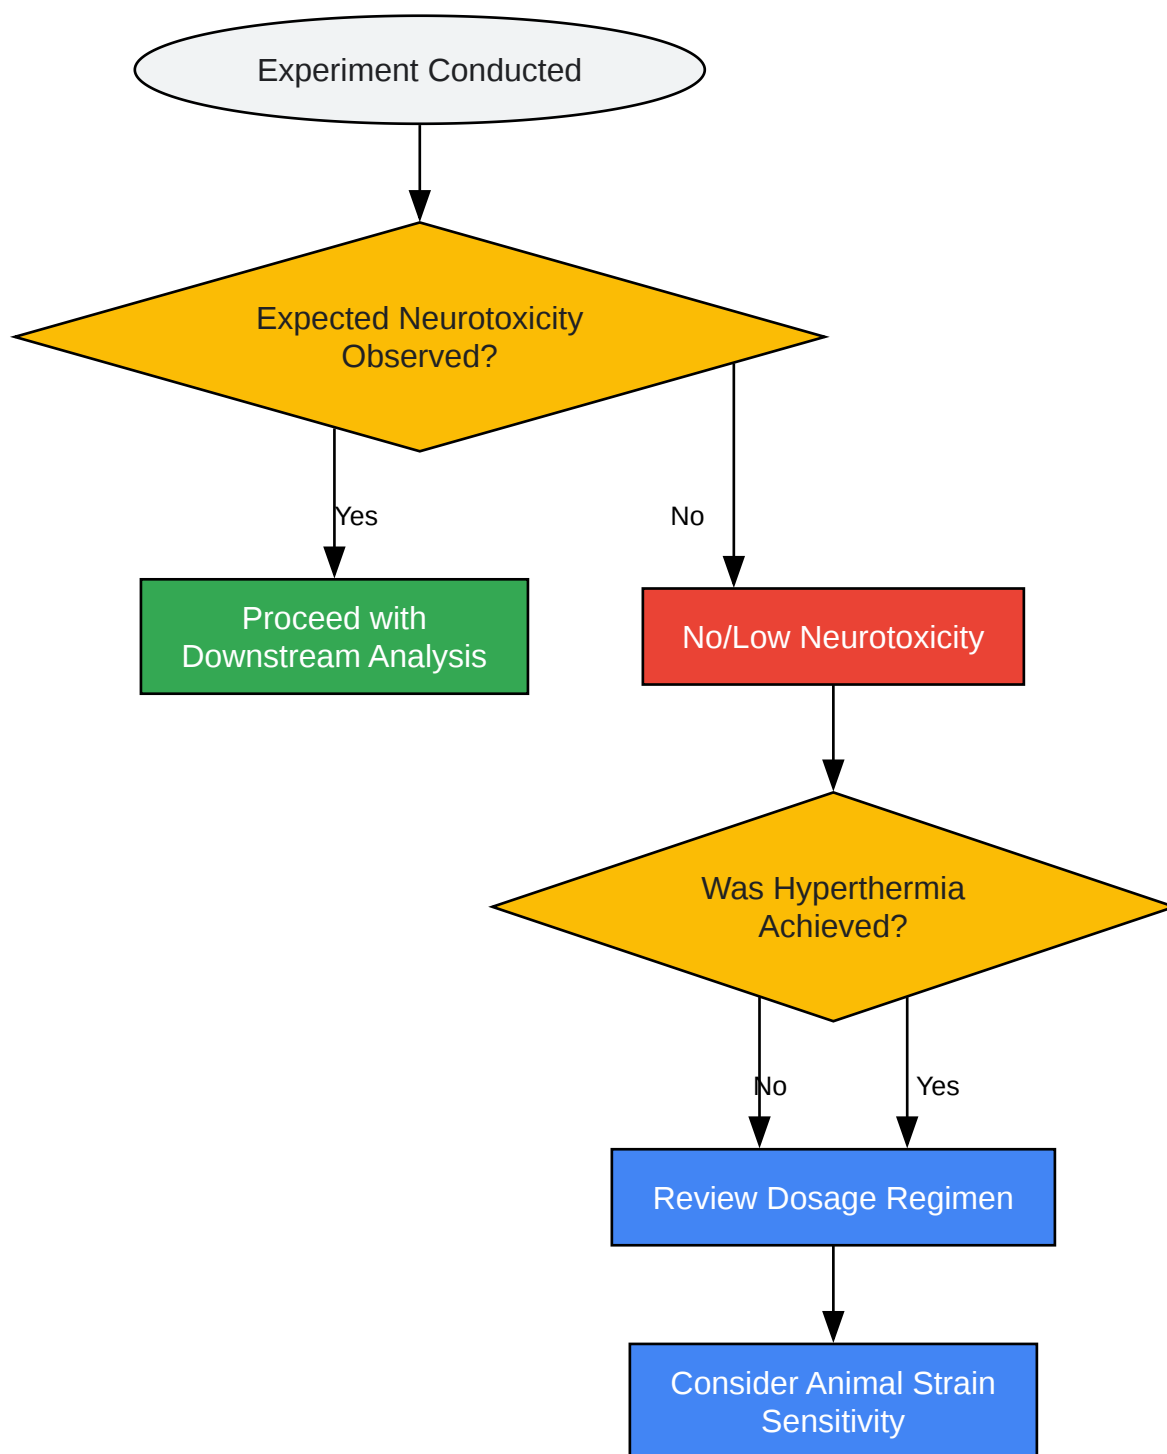 Experiment Conducted
Expected Neurotoxicity
Observed?
Yes
No
Proceed with
Downstream Analysis
No/Low Neurotoxicity
Was Hyperthermia
Achieved?
No
Yes
Review Dosage Regimen
Consider Animal Strain
Sensitivity